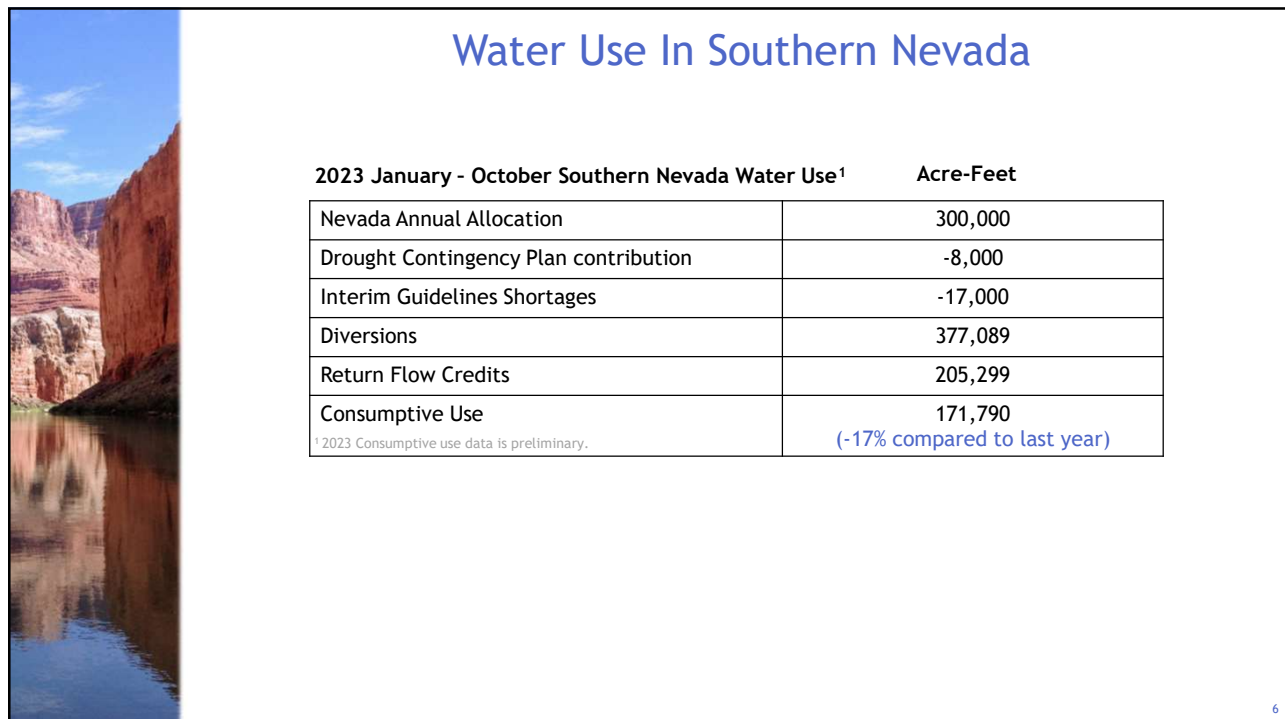 Water Use In Southern Nevada
2023 January – October Southern Nevada Water Use¹ Acre-Feet
Nevada Annual Allocation 300,000
Drought Contingency Plan contribution -8,000
Interim Guidelines Shortages -17,000
Diversions 377,089
Return Flow Credits 205,299
Consumptive Use 171,790
¹ 2023 Consumptive use data is preliminary. (-17% compared to last year)
6